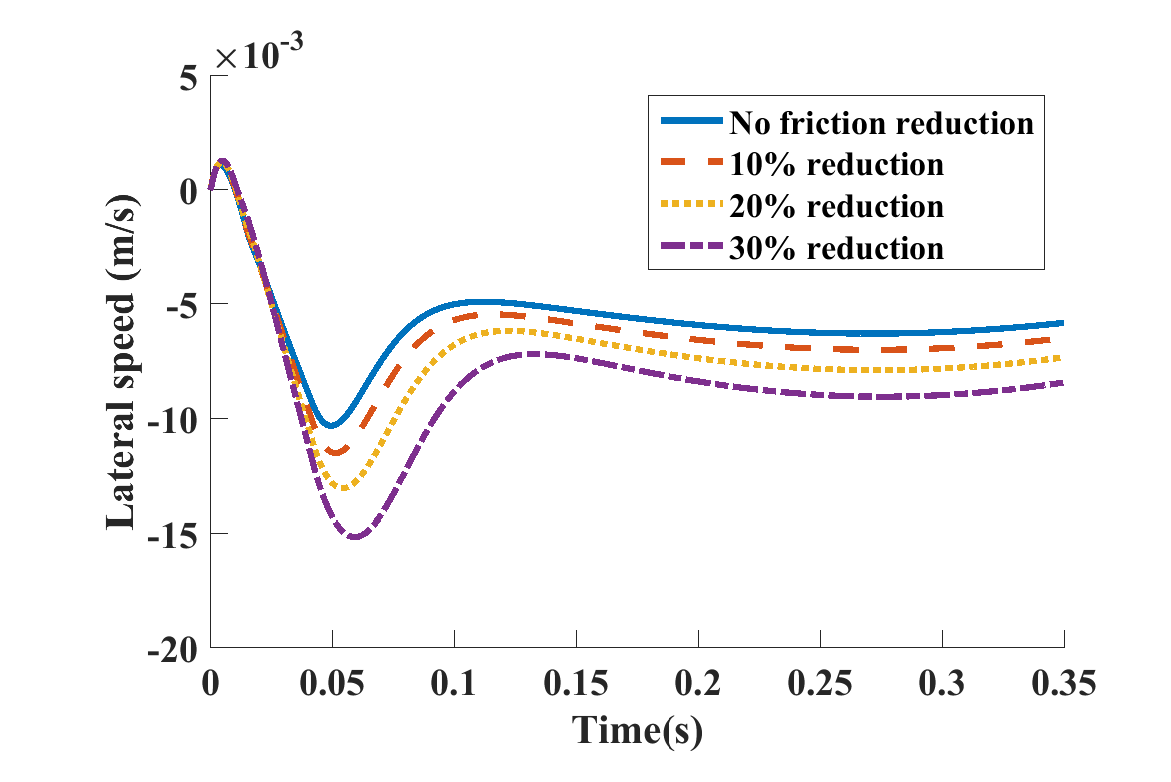 ×10-3
5
0
-5
-10
-15
-20
Lateral speed (m/s)
0 0.05 0.1 0.15 0.2 0.25 0.3 0.35
Time(s)
No friction reduction
10% reduction
20% reduction
30% reduction